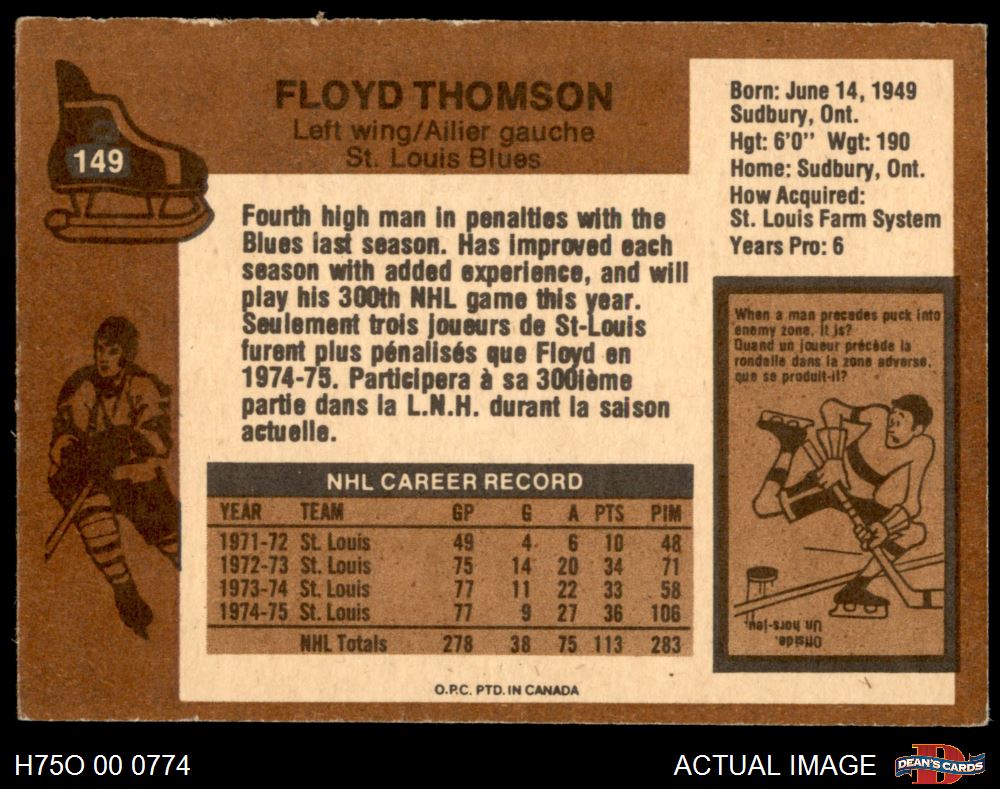 149
FLOYD THOMSON
Left wing/Ailier gauche
St. Louis Blues
Born: June 14, 1949
Sudbury, Ont.
Hgt: 6'0" Wgt: 190
Home: Sudbury, Ont.
How Acquired:
St. Louis Farm System
Years Pro: 6
Fourth high man in penalties with the
Blues last season. Has improved each
season with added experience, and will
play his 300th NHL game this year.
Seulement trois joueurs de St-Louis
furent plus pénalisés que Floyd en
1974-75. Participera à sa 300ième
partie dans la L.N.H. durant la saison
actuelle.
NHL CAREER RECORD
YEAR TEAM GP G A PTS PIM
1971-72 St. Louis 49 4 6 10 48
1972-73 St. Louis 75 14 20 34 71
1973-74 St. Louis 77 11 22 33 58
1974-75 St. Louis 77 9 27 36 106
NHL Totals 278 38 75 113 283
O.P.C. PTD. IN CANADA
When a man precedes puck into
enemy zone, it is?
Quand un joueur précède la
rondelle dans la zone adverse,
que se produit-il?
Offside.
Un hors-jeu.
H75O 00 0774
ACTUAL IMAGE
DEAN'S CARDS